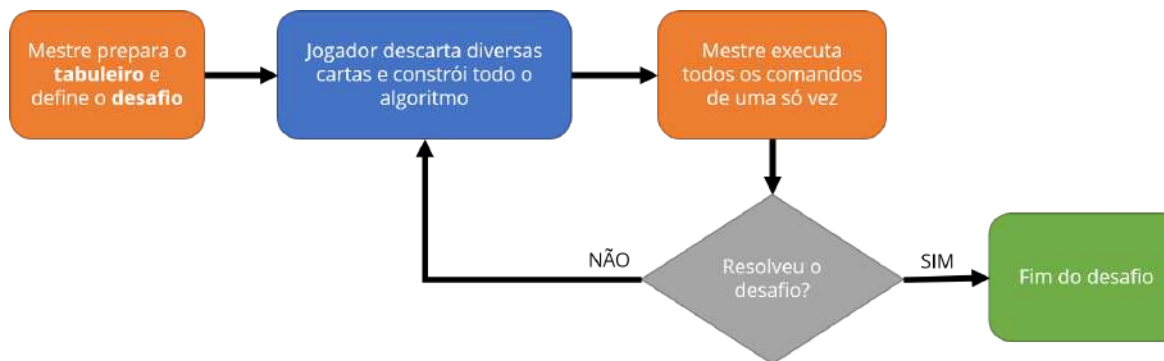 Mestre prepara o
tabuleiro e
define o desafio
Jogador descarta diversas
cartas e constrói todo o
algoritmo
Mestre executa
todos os comandos
de uma só vez
Resolveu o
desafio?
NÃO
SIM
Fim do desafio